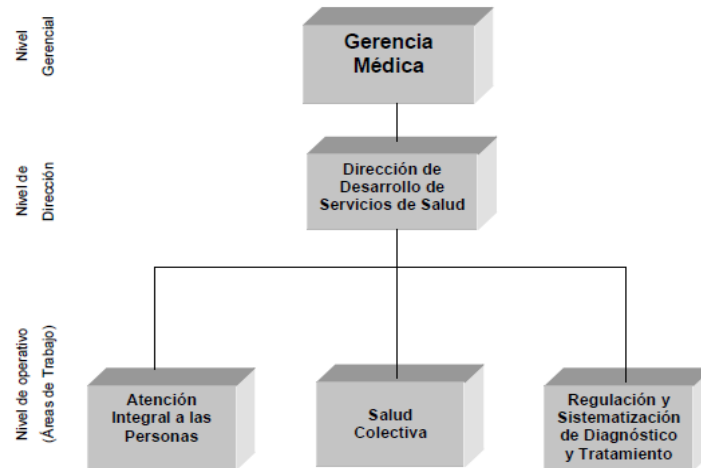 Nivel
Gerencial
Gerencia
Médica
Nivel de
Dirección
Dirección de
Desarrollo de
Servicios de Salud
Nivel de operativo
(Áreas de Trabajo)
Atención
Integral a las
Personas
Salud
Colectiva
Regulación y
Sistematización
de Diagnóstico
y Tratamiento